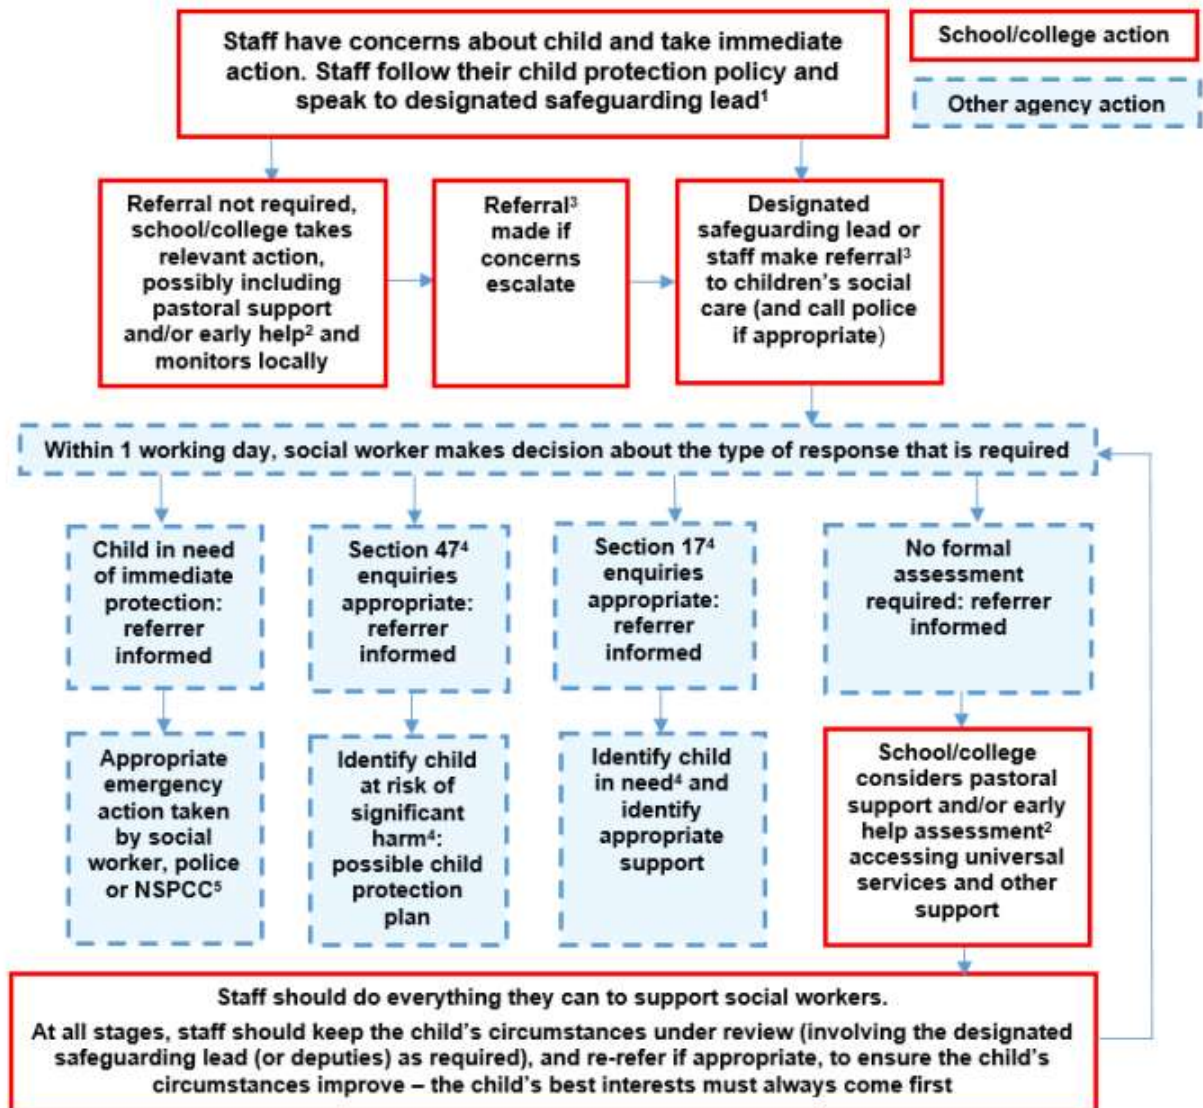 Staff have concerns about child and take immediate
action. Staff follow their child protection policy and
speak to designated safeguarding lead¹
School/college action
Other agency action
Referral not required,
school/college takes
relevant action,
possibly including
pastoral support
and/or early help² and
monitors locally
Referral³
made if
concerns
escalate
Designated
safeguarding lead or
staff make referral³
to children's social
care (and call police
if appropriate)
Within 1 working day, social worker makes decision about the type of response that is required
Child in need
of immediate
protection:
referrer
informed
Section 47⁴
enquiries
appropriate:
referrer
informed
Section 17⁴
enquiries
appropriate:
referrer
informed
No formal
assessment
required: referrer
informed
Appropriate
emergency
action taken
by social
worker, police
or NSPCC⁵
Identify child
at risk of
significant
harm⁴:
possible child
protection
plan
Identify child
in need⁴ and
identify
appropriate
support
School/college
considers pastoral
support and/or early
help assessment²
accessing universal
services and other
support
Staff should do everything they can to support social workers.
At all stages, staff should keep the child's circumstances under review (involving the designated
safeguarding lead (or deputies) as required), and re-refer if appropriate, to ensure the child's
circumstances improve – the child's best interests must always come first